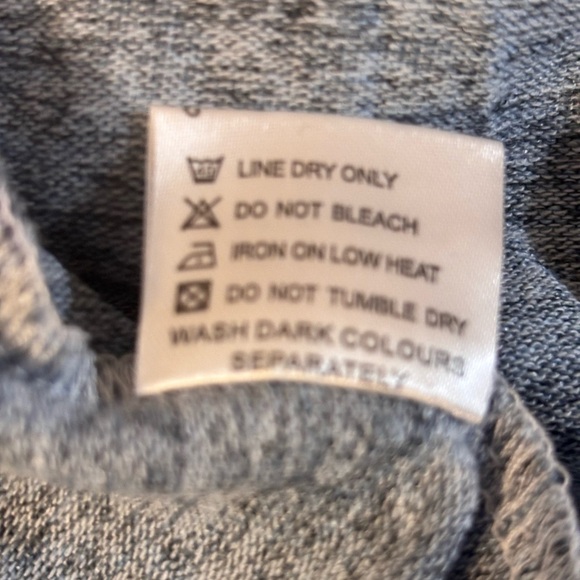 LINE DRY ONLY
DO NOT BLEACH
IRON ON LOW HEAT
DO NOT TUMBLE DRY
WASH DARK COLOURS
SEPARATELY